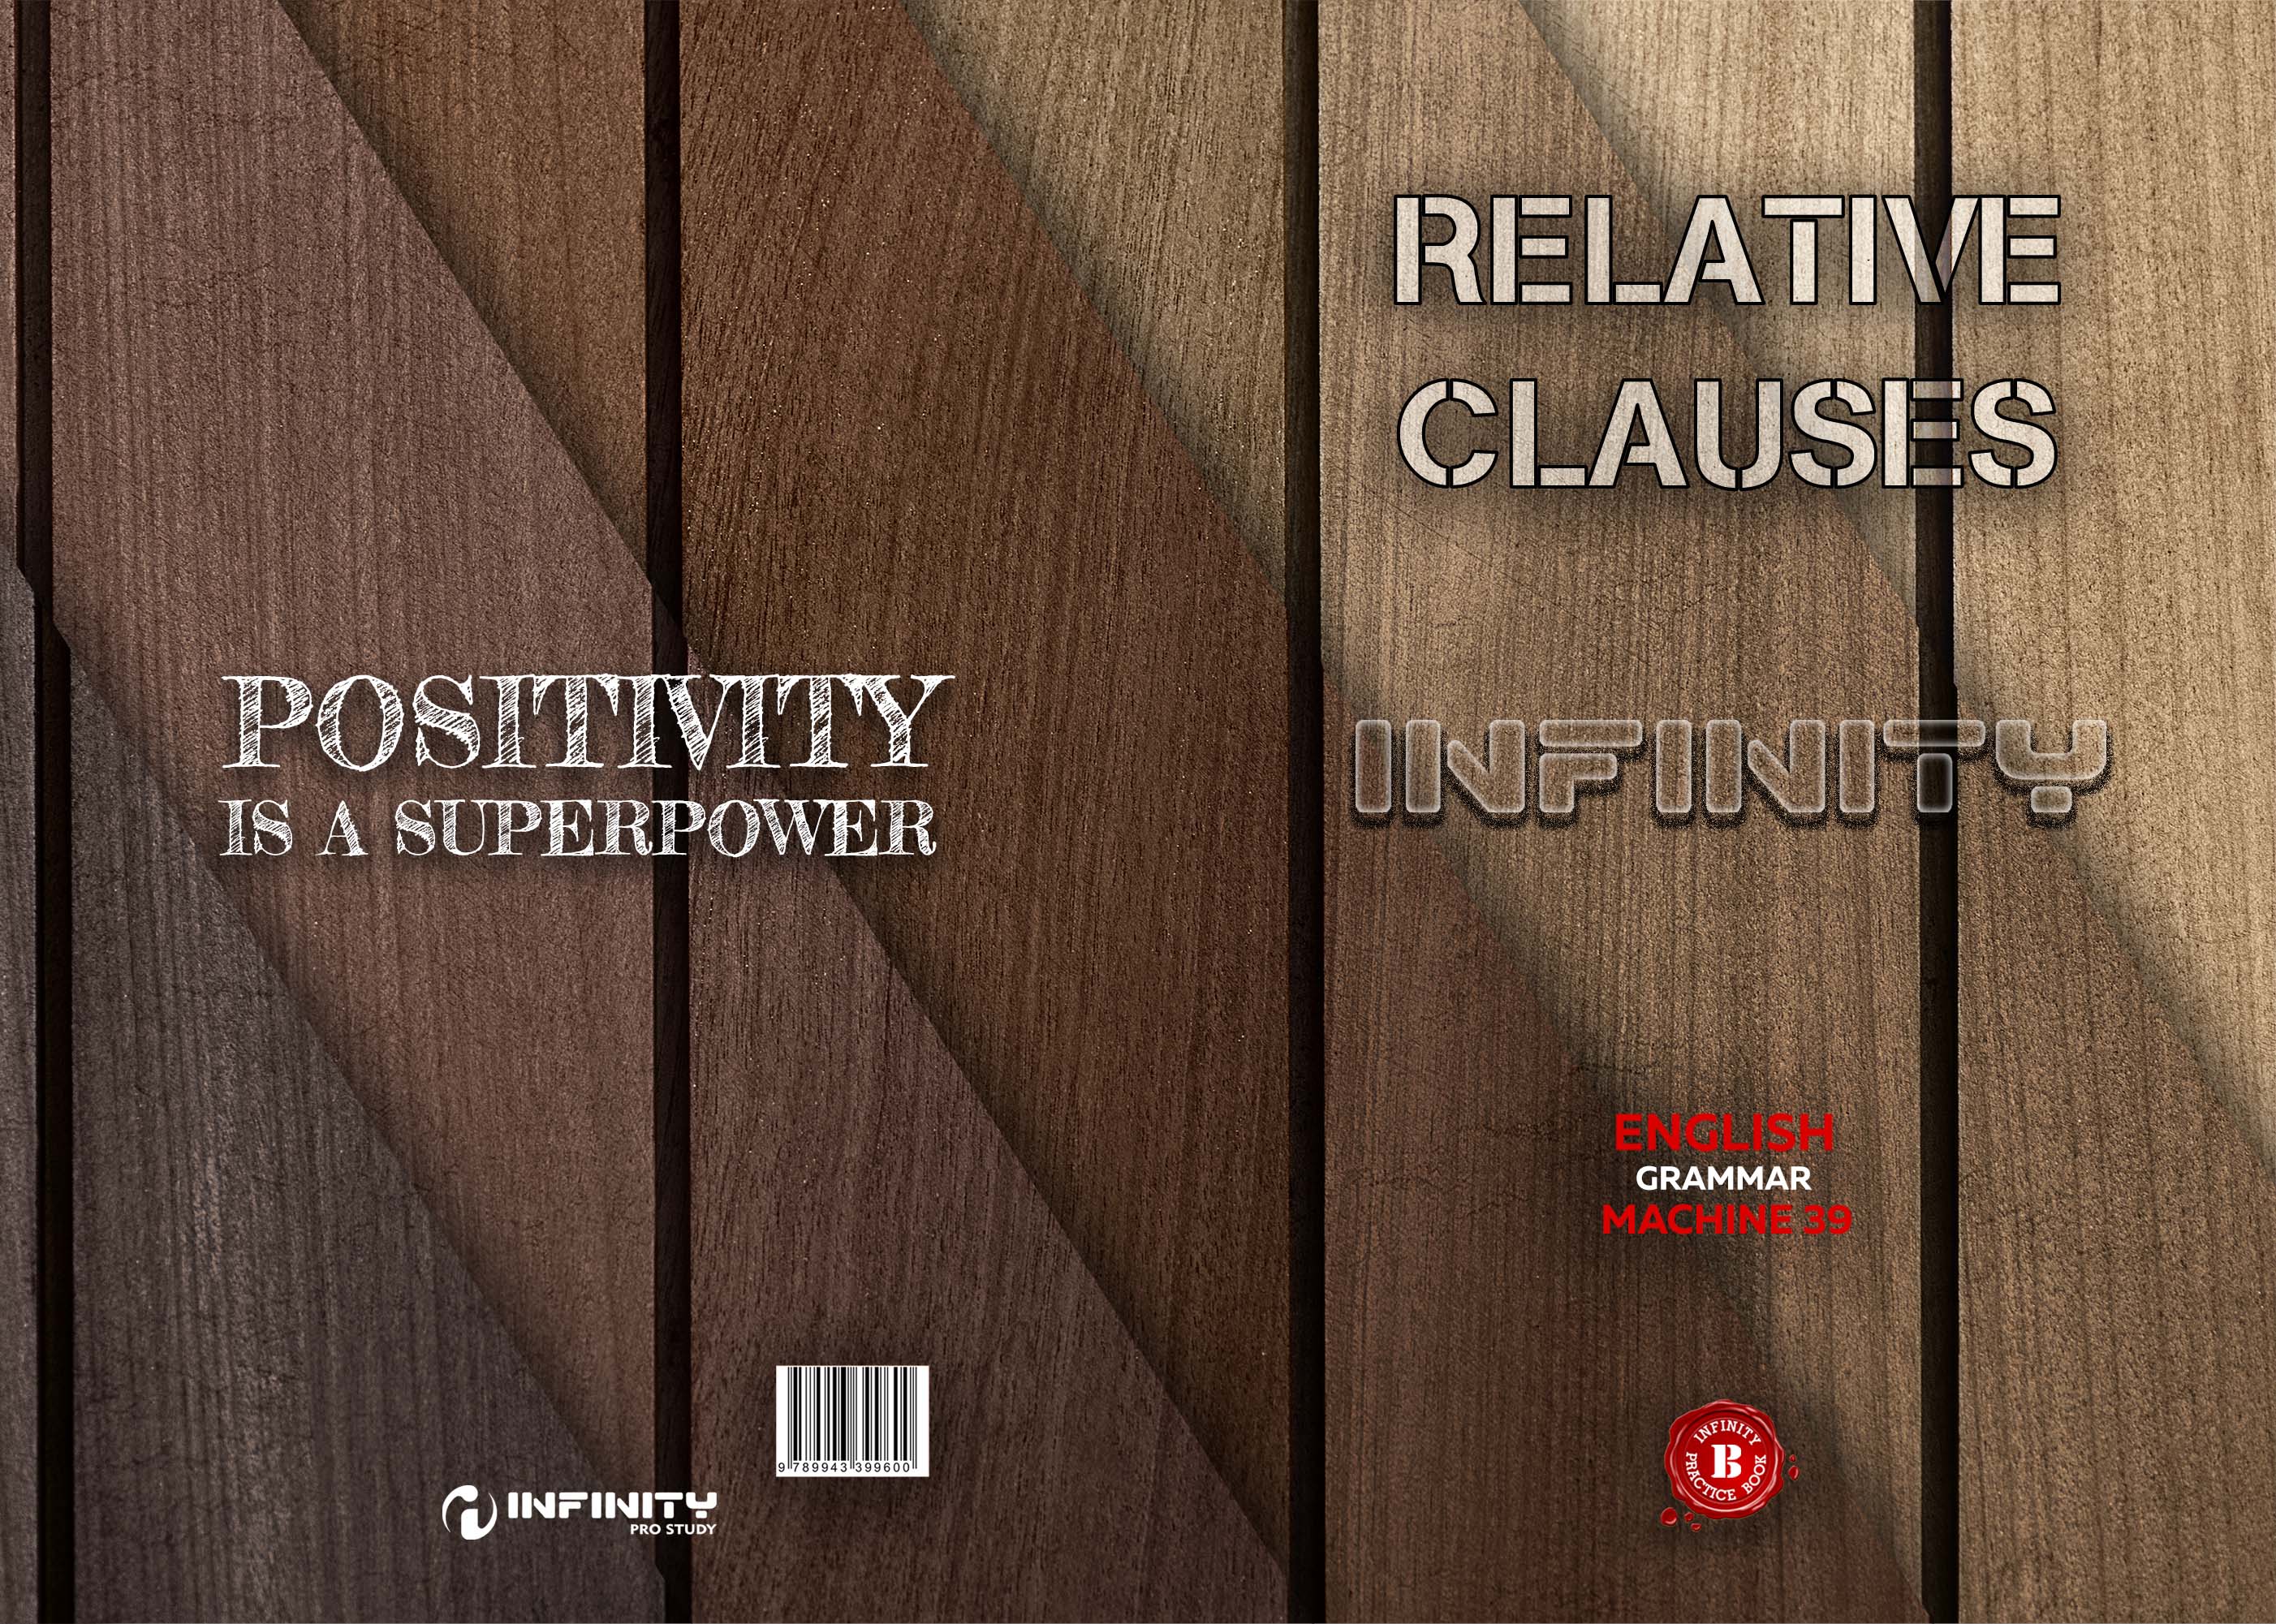 RELATIVE
CLAUSES
INFINITY
ENGLISH
GRAMMAR
MACHINE 39
INFINITY
B
PRACTICE BOOK
POSITIVITY
IS A SUPERPOWER
9 789943 399600
INFINITY
PRO STUDY